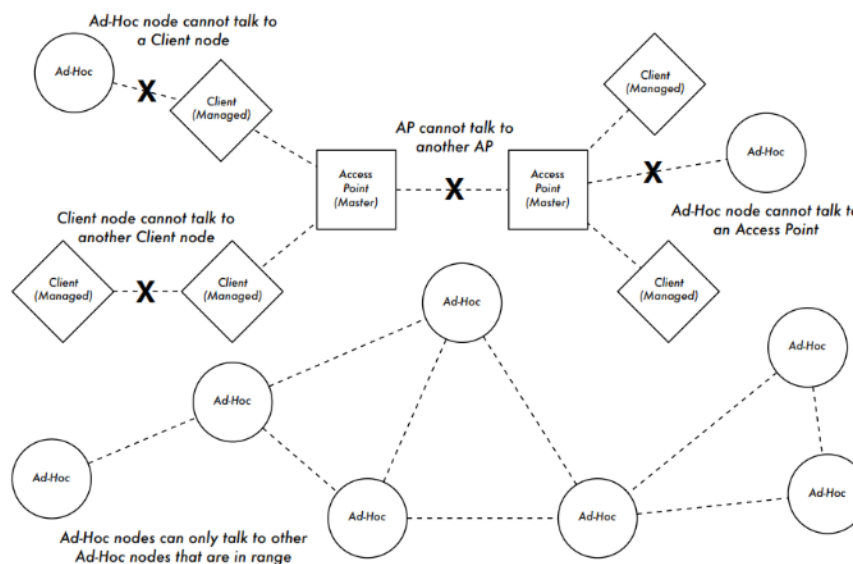 Ad-Hoc node cannot talk to
a Client node
Ad-Hoc
Client
(Managed)
Client
(Managed)
AP cannot talk to
another AP
Ad-Hoc
Access
Point
(Master)
Access
Point
(Master)
Client node cannot talk to
another Client node
Ad-Hoc node cannot talk to
an Access Point
Client
(Managed)
Client
(Managed)
Client
(Managed)
Ad-Hoc
Ad-Hoc
Ad-Hoc
Ad-Hoc
Ad-Hoc
Ad-Hoc
Ad-Hoc
Ad-Hoc nodes can only talk to other
Ad-Hoc nodes that are in range